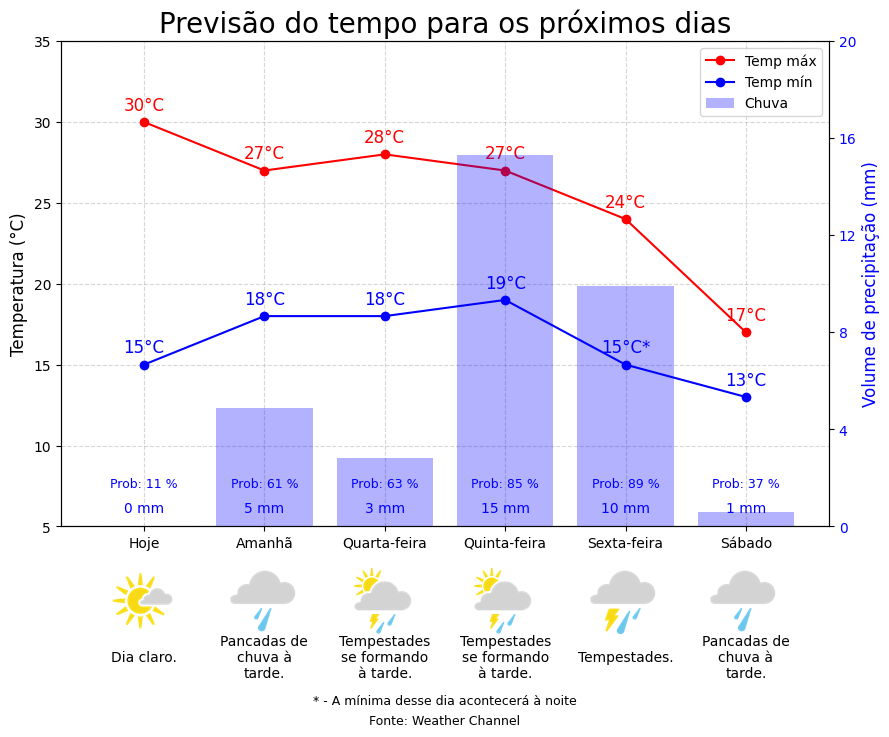 Previsão do tempo para os próximos dias
Temp máx
Temp mín
Chuva
Temperatura (°C)
35
30
25
20
15
10
5
Volume de precipitação (mm)
20
16
12
8
4
0
30°C
27°C
28°C
27°C
24°C
17°C
15°C
18°C
18°C
19°C
15°C*
13°C
Prob: 11 %
Prob: 61 %
Prob: 63 %
Prob: 85 %
Prob: 89 %
Prob: 37 %
0 mm
5 mm
3 mm
15 mm
10 mm
1 mm
Hoje
Amanhã
Quarta-feira
Quinta-feira
Sexta-feira
Sábado
Dia claro.
Pancadas de
chuva à
tarde.
Tempestades
se formando
à tarde.
Tempestades
se formando
à tarde.
Tempestades.
Pancadas de
chuva à
tarde.
* - A mínima desse dia acontecerá à noite
Fonte: Weather Channel